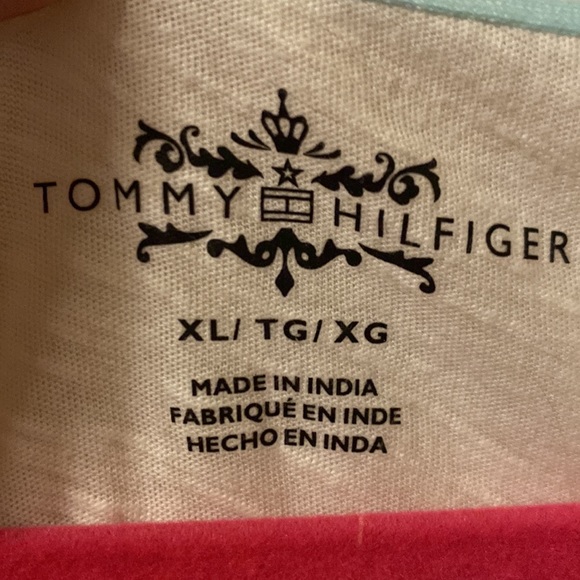 TOMMY HILFIGER
XL/ TG/ XG
MADE IN INDIA
FABRIQUÉ EN INDE
HECHO EN INDA